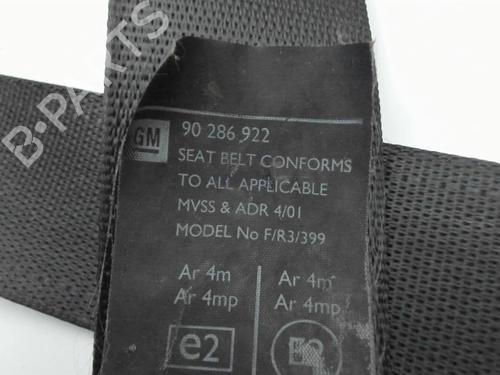 B-PARTS
GM
90 286 922
SEAT BELT CONFORMS
TO ALL APPLICABLE
MVSS & ADR 4/01
MODEL No F/R3/399
Ar 4m
Ar 4mp
e2
Ar 4m
Ar 4mp